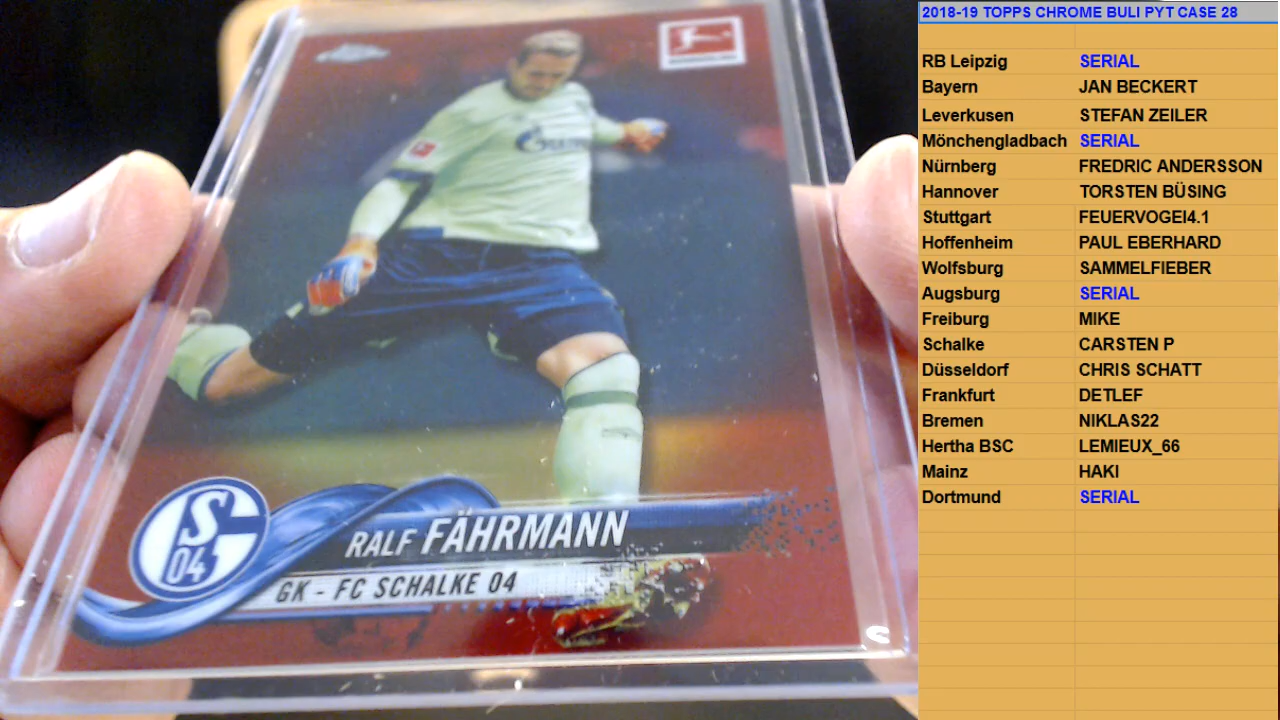 Chrome
RALF FÄHRMANN
GK - FC SCHALKE 04
S
04
2018-19 TOPPS CHROME BULI PYT CASE 28
RB Leipzig SERIAL
Bayern JAN BECKERT
Leverkusen STEFAN ZEILER
Mönchengladbach SERIAL
Nürnberg FREDRIC ANDERSSON
Hannover TORSTEN BÜSING
Stuttgart FEUERVOGEl4.1
Hoffenheim PAUL EBERHARD
Wolfsburg SAMMELFIEBER
Augsburg SERIAL
Freiburg MIKE
Schalke CARSTEN P
Düsseldorf CHRIS SCHATT
Frankfurt DETLEF
Bremen NIKLAS22
Hertha BSC LEMIEUX_66
Mainz HAKI
Dortmund SERIAL